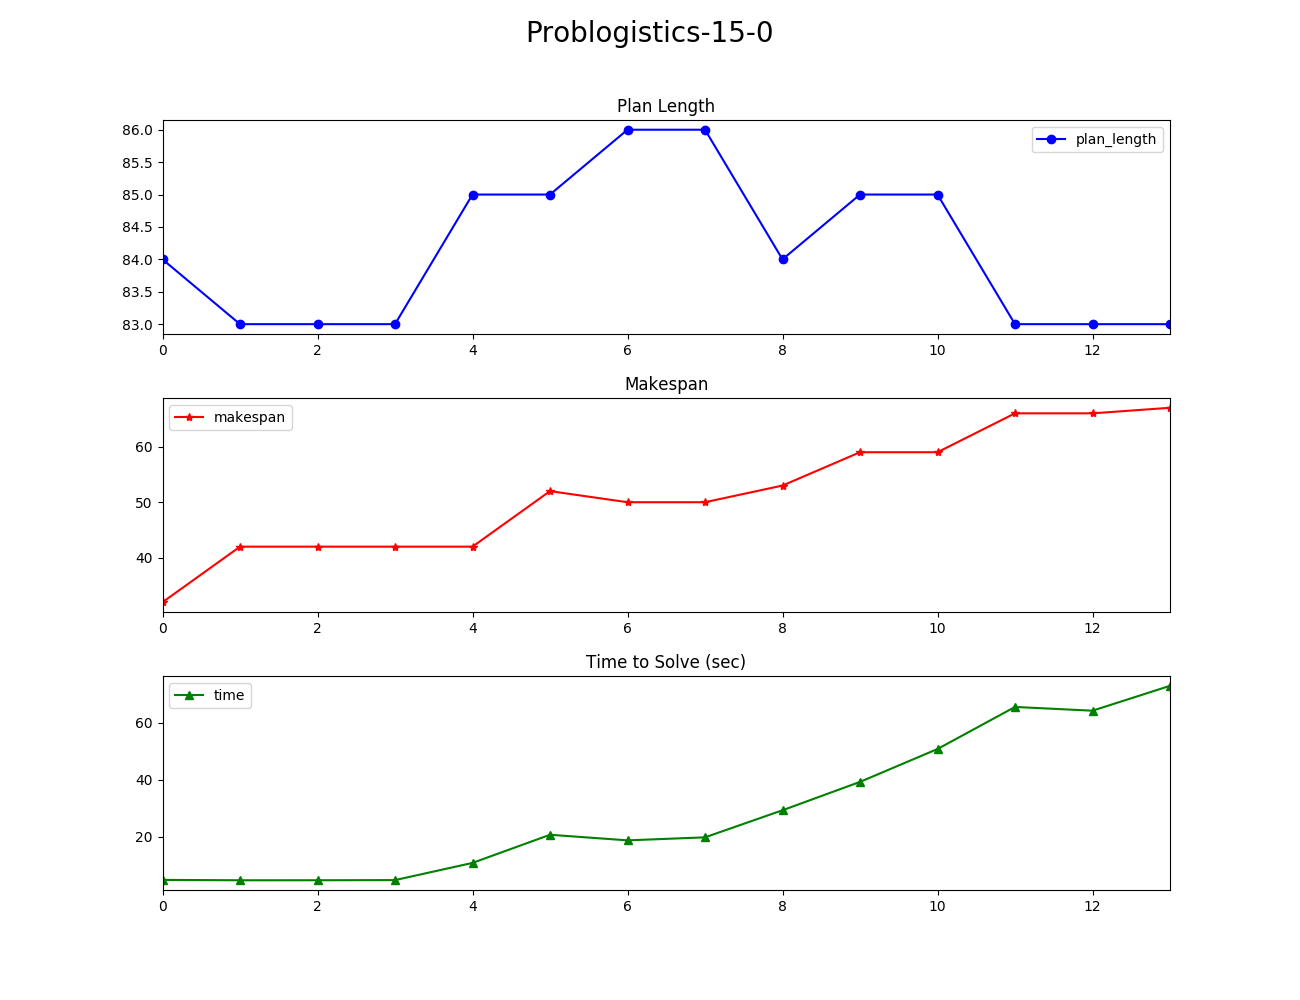 Problogistics-15-0
Plan Length
86.0
85.5
85.0
84.5
84.0
83.5
83.0
plan_length
0 2 4 6 8 10 12
Makespan
60
50
40
makespan
0 2 4 6 8 10 12
Time to Solve (sec)
60
40
20
time
0 2 4 6 8 10 12